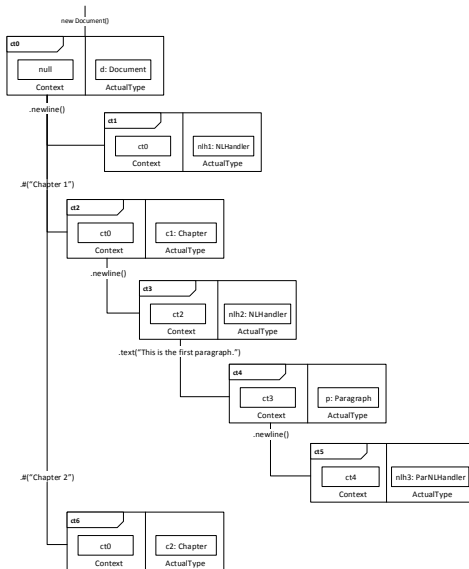 new Document()
ct0
null
d: Document
Context
ActualType
.newline()
ct1
ct0
nlh1: NLHandler
Context
ActualType
.#("Chapter 1")
ct2
ct0
c1: Chapter
Context
ActualType
.newline()
ct3
ct2
nlh2: NLHandler
Context
ActualType
.text("This is the first paragraph.")
ct4
ct3
p: Paragraph
Context
ActualType
.newline()
ct5
ct4
nlh3: ParNLHandler
Context
ActualType
.#("Chapter 2")
ct6
ct0
c2: Chapter
Context
ActualType